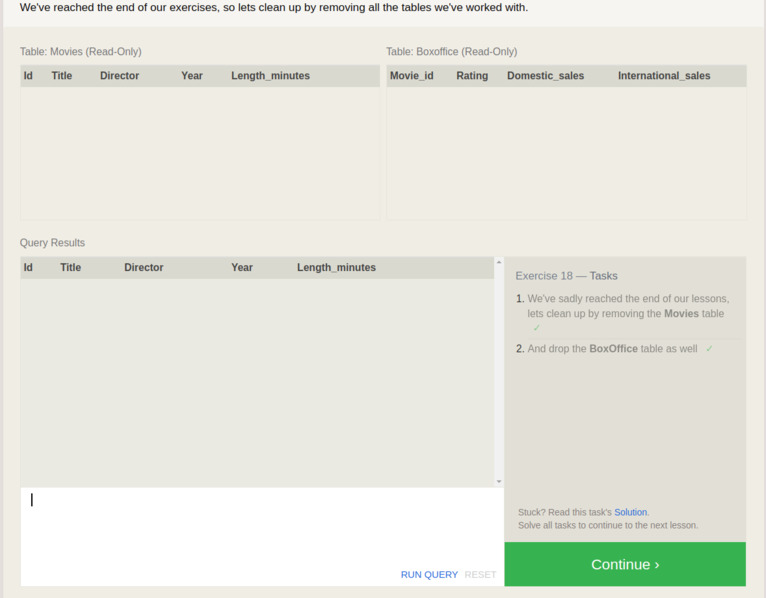 We've reached the end of our exercises, so lets clean up by removing all the tables we've worked with.
Table: Movies (Read-Only)
Id Title Director Year Length_minutes
Table: Boxoffice (Read-Only)
Movie_id Rating Domestic_sales International_sales
Query Results
Id Title Director Year Length_minutes
Exercise 18 — Tasks
1. We've sadly reached the end of our lessons,
lets clean up by removing the Movies table
✓
2. And drop the BoxOffice table as well ✓
Stuck? Read this task's Solution.
Solve all tasks to continue to the next lesson.
RUN QUERY RESET
Continue ›